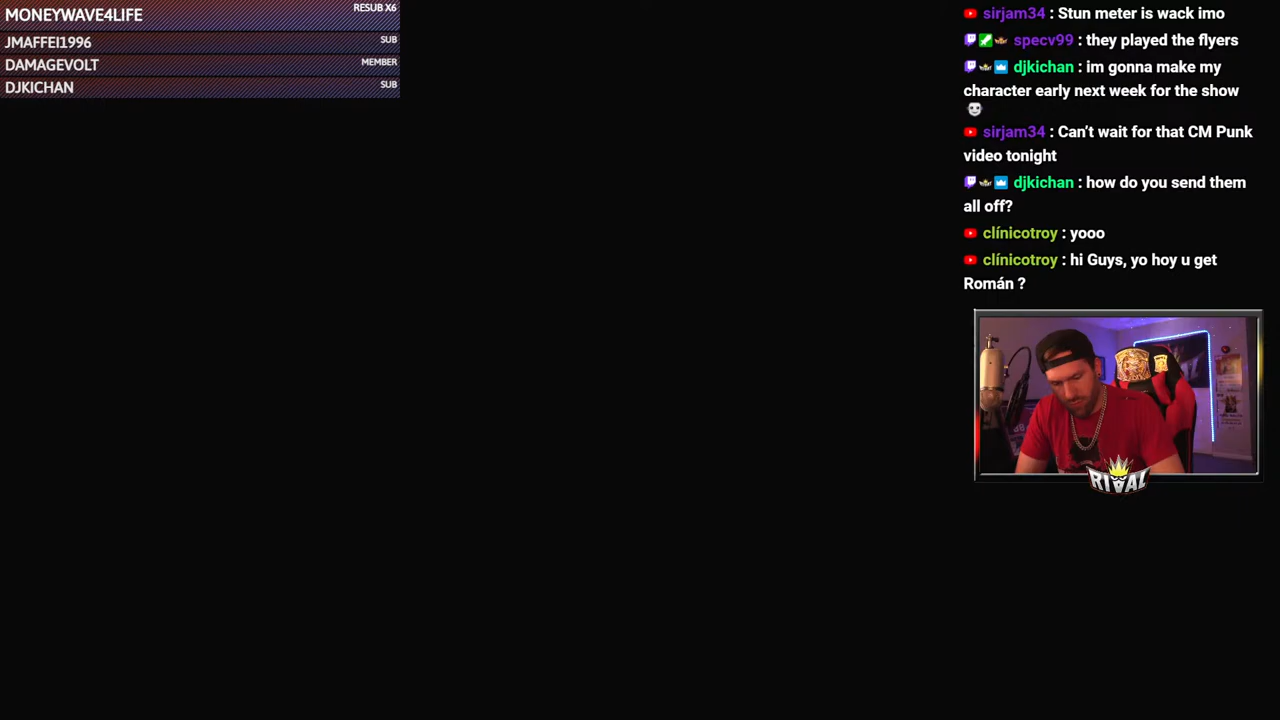 MONEYWAVE4LIFE RESUB X6
JMAFFEI1996 SUB
DAMAGEVOLT MEMBER
DJKICHAN SUB
sirjam34 : Stun meter is wack imo
specv99 : they played the flyers
djkichan : im gonna make my
character early next week for the show
sirjam34 : Can't wait for that CM Punk
video tonight
djkichan : how do you send them
all off?
clínicotroy : yooo
clínicotroy : hi Guys, yo hoy u get
Román ?
RIVAL